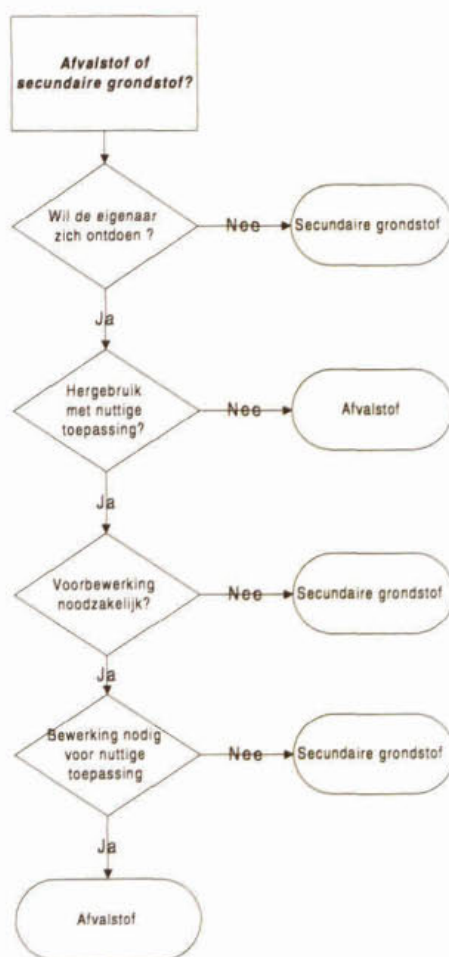 Afvalstof of
secundaire grondstof?
Wil de eigenaar
zich ontdoen ?
Nee
Secundaire grondstof
Ja
Hergebruik
met nuttige
toepassing?
Nee
Afvalstof
Ja
Voorbewerking
noodzakelijk?
Nee
Secundaire grondstof
Ja
Bewerking nodig
voor nuttige
toepassing
Nee
Secundaire grondstof
Ja
Afvalstof